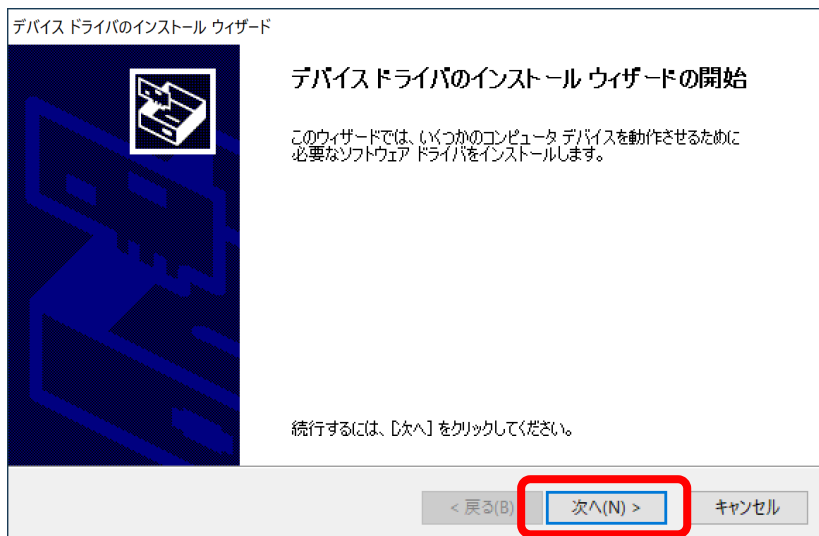 デバイス ドライバのインストール ウィザード
デバイス ドライバのインストール ウィザードの開始
このウィザードでは、いくつかのコンピュータ デバイスを動作させるために
必要なソフトウェア ドライバをインストールします。
続行するには、[次へ] をクリックしてください。
< 戻る(B)
次へ(N) >
キャンセル